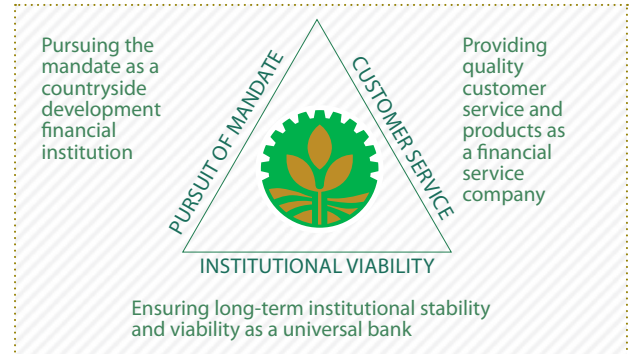 Pursuing the
mandate as a
countryside
development
financial
institution
PURSUIT OF MANDATE
CUSTOMER SERVICE
Providing
quality
customer
service and
products as
a financial
service
company
INSTITUTIONAL VIABILITY
Ensuring long-term institutional stability
and viability as a universal bank